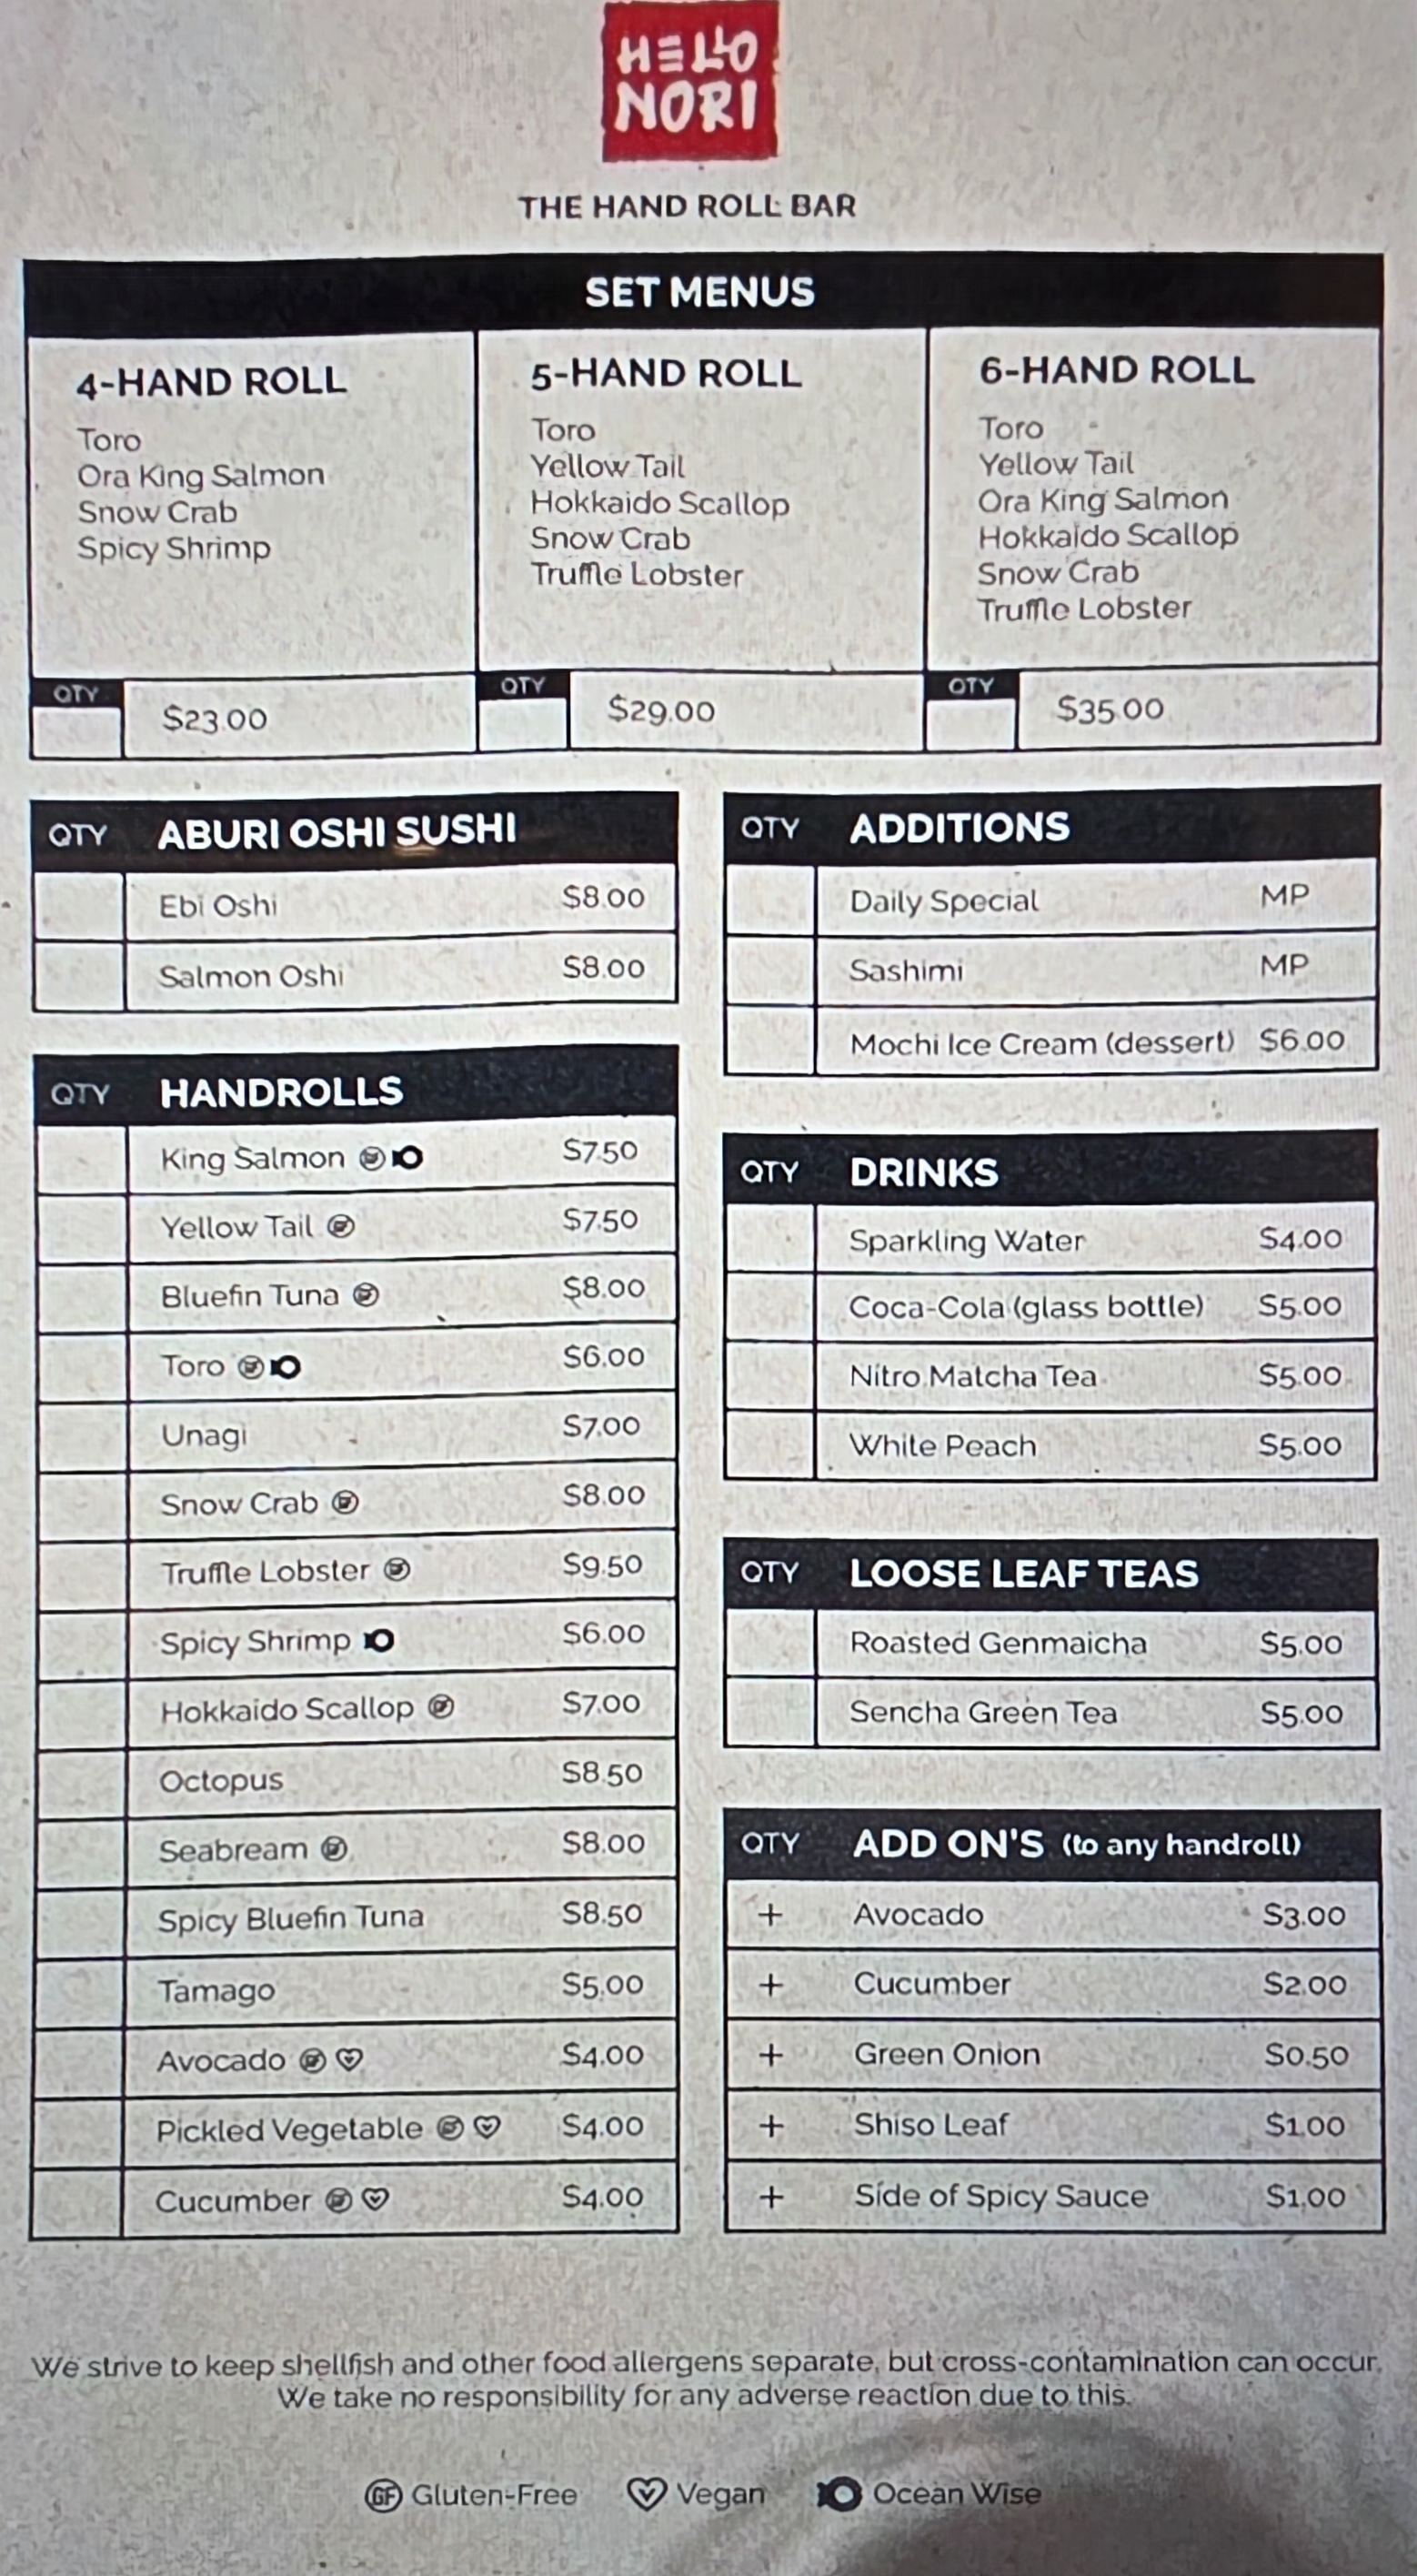 HELLO
NORI
THE HAND ROLL BAR
SET MENUS
4-HAND ROLL
Toro
Ora King Salmon
Snow Crab
Spicy Shrimp
QTY
$23.00
5-HAND ROLL
Toro
Yellow Tail
Hokkaido Scallop
Snow Crab
Truffle Lobster
QTY
$29.00
6-HAND ROLL
Toro
Yellow Tail
Ora King Salmon
Hokkaido Scallop
Snow Crab
Truffle Lobster
QTY
$35.00
QTY ABURI OSHI SUSHI
Ebi Oshi $8.00
Salmon Oshi $8.00
QTY HANDROLLS
King Salmon $7.50
Yellow Tail $7.50
Bluefin Tuna $8.00
Toro $6.00
Unagi $7.00
Snow Crab $8.00
Truffle Lobster $9.50
Spicy Shrimp $6.00
Hokkaido Scallop $7.00
Octopus $8.50
Seabream $8.00
Spicy Bluefin Tuna $8.50
Tamago $5.00
Avocado $4.00
Pickled Vegetable $4.00
Cucumber $4.00
QTY ADDITIONS
Daily Special MP
Sashimi MP
Mochi Ice Cream (dessert) $6.00
QTY DRINKS
Sparkling Water $4.00
Coca-Cola (glass bottle) $5.00
Nitro Matcha Tea $5.00
White Peach $5.00
QTY LOOSE LEAF TEAS
Roasted Genmaicha $5.00
Sencha Green Tea $5.00
QTY ADD ON'S (to any handroll)
+ Avocado $3.00
+ Cucumber $2.00
+ Green Onion $0.50
+ Shiso Leaf $1.00
+ Side of Spicy Sauce $1.00
We strive to keep shellfish and other food allergens separate, but cross-contamination can occur.
We take no responsibility for any adverse reaction due to this.
GF Gluten-Free V Vegan Ocean Wise